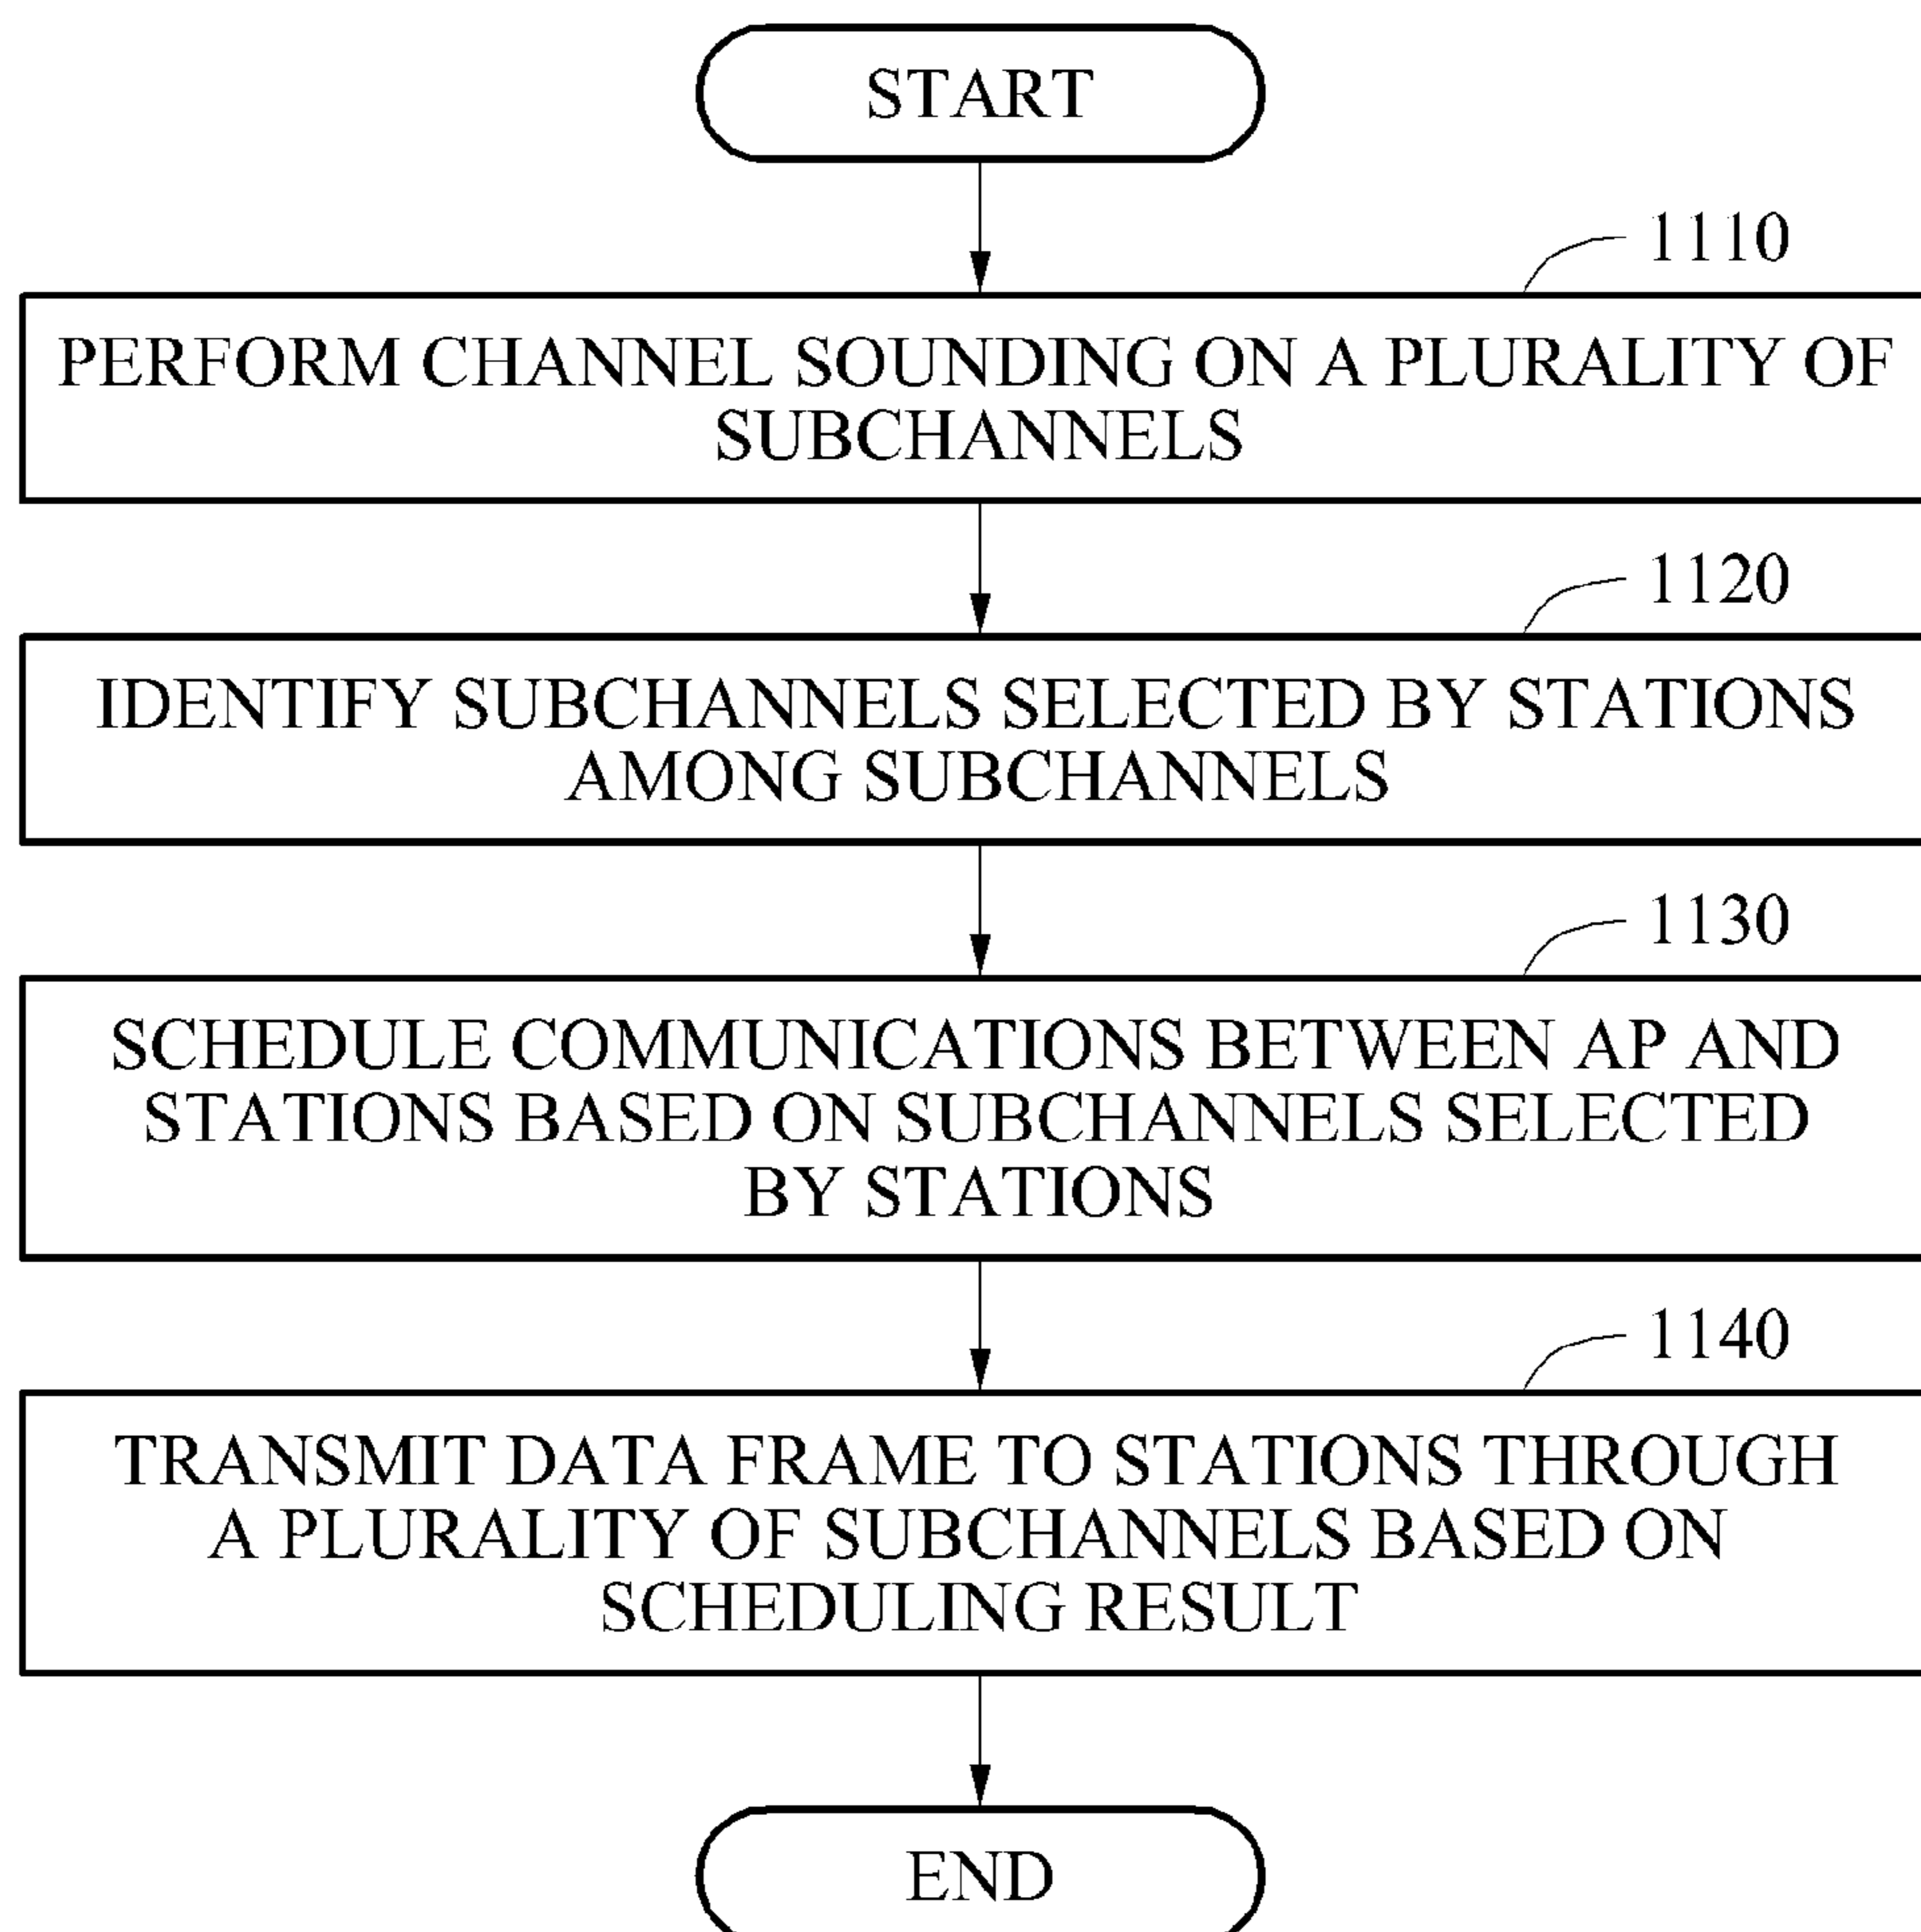 START
1110
PERFORM CHANNEL SOUNDING ON A PLURALITY OF
SUBCHANNELS
1120
IDENTIFY SUBCHANNELS SELECTED BY STATIONS
AMONG SUBCHANNELS
1130
SCHEDULE COMMUNICATIONS BETWEEN AP AND
STATIONS BASED ON SUBCHANNELS SELECTED
BY STATIONS
1140
TRANSMIT DATA FRAME TO STATIONS THROUGH
A PLURALITY OF SUBCHANNELS BASED ON
SCHEDULING RESULT
END